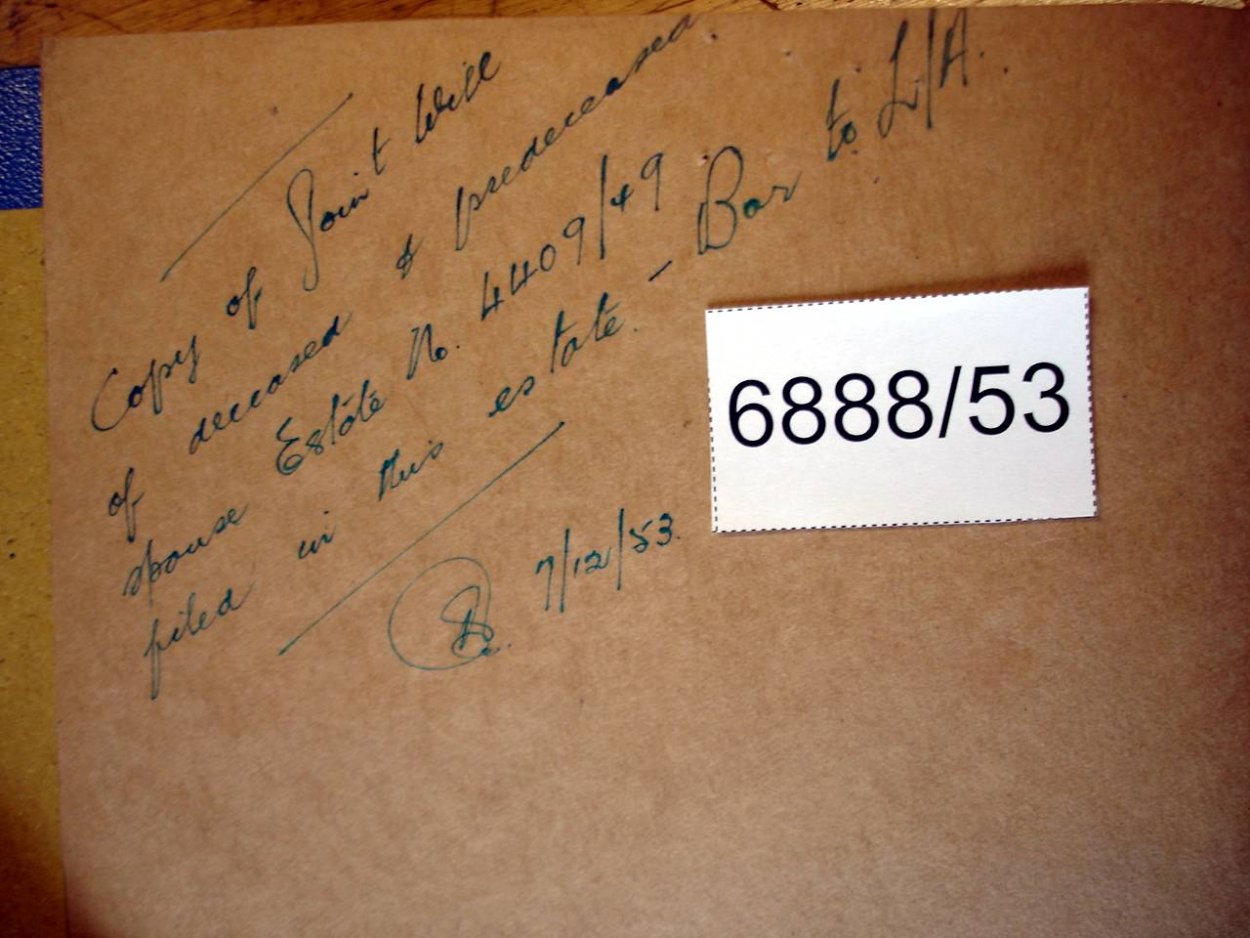 Copy of Joint Will
of deceased & predeceased
spouse Estate No. 4409/49
filed in this estate. - Bar to L/A.
7/12/53.
6888/53